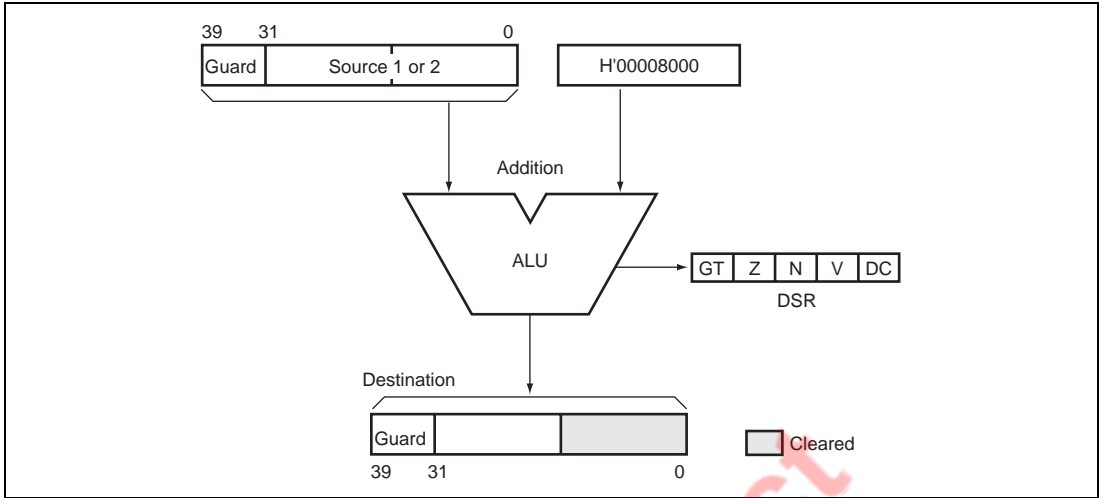 39 31 0
Guard Source 1 or 2 H'00008000
Addition
ALU
GT Z N V DC
DSR
Destination
Guard
Cleared
39 31 0